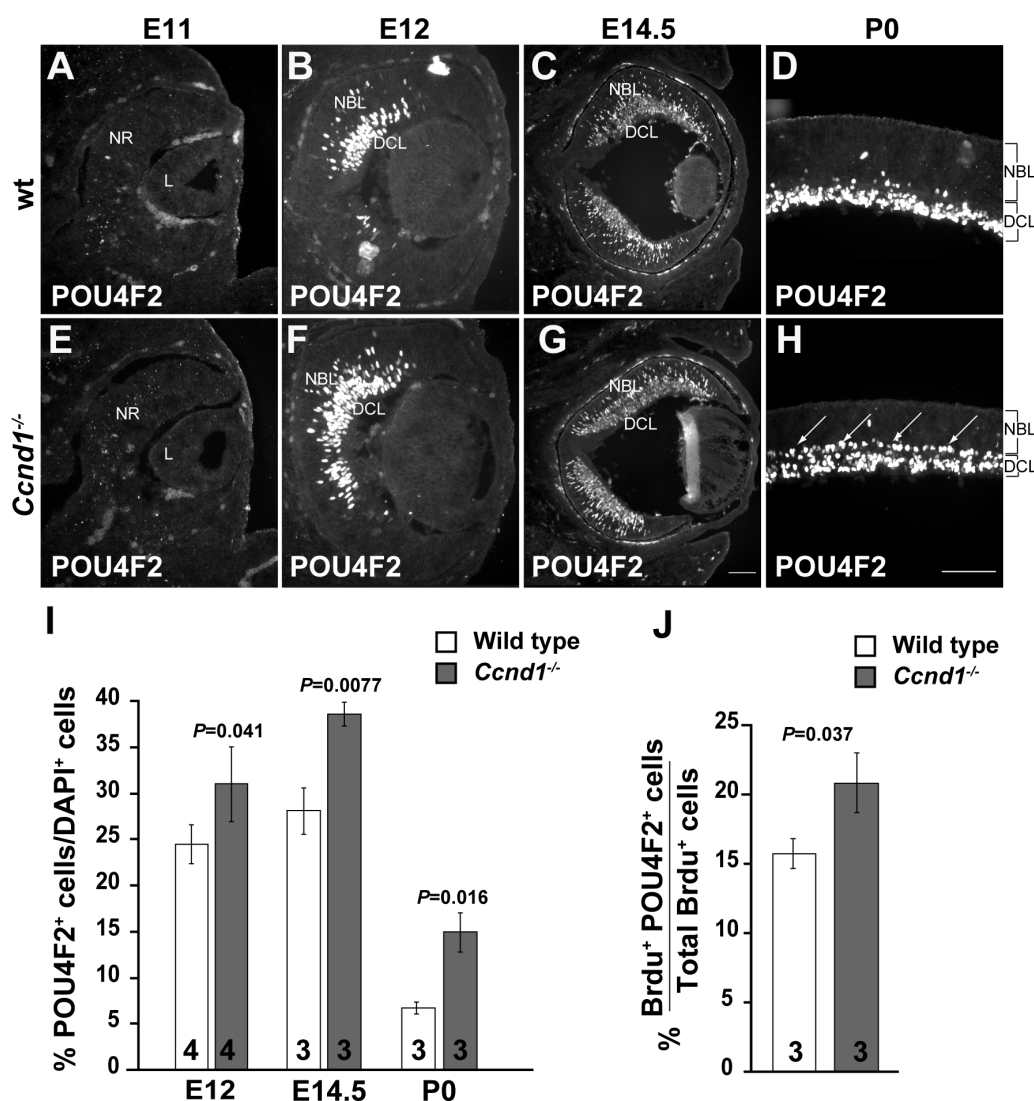 E11 E12 E14.5 P0
wt
A B C D
NR L
NBL DCL
NBL DCL
NBL DCL
POU4F2 POU4F2 POU4F2 POU4F2
Ccnd1-/-
E F G H
NR L
NBL DCL
NBL DCL
NBL DCL
POU4F2 POU4F2 POU4F2 POU4F2
I
Wild type
Ccnd1-/-
% POU4F2+ cells/DAPI+ cells
40
35
30
25
20
15
10
5
0
P=0.041
P=0.0077
P=0.016
4 4 3 3 3 3
E12 E14.5 P0
J
Wild type
Ccnd1-/-
% Brdu+ POU4F2+ cells
Total Brdu+ cells
25
20
15
10
5
0
P=0.037
3 3